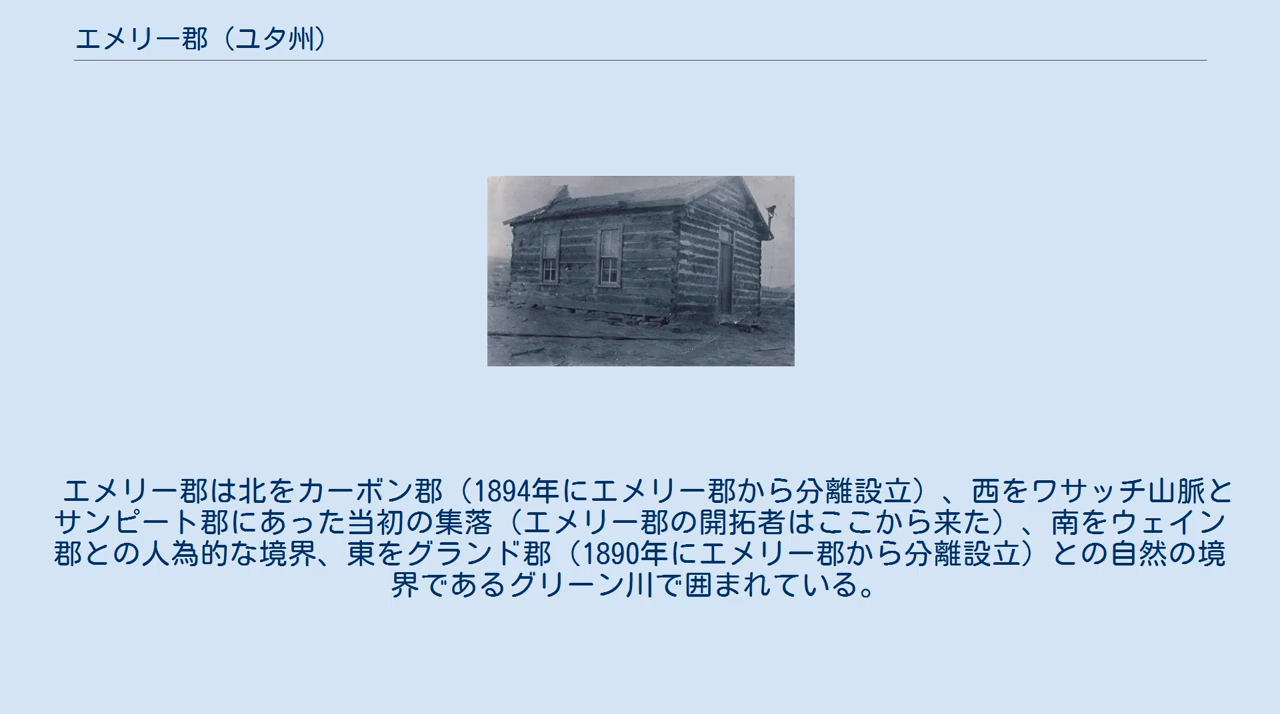 エメリー郡（ユタ州）
エメリー郡は北をカーボン郡（1894年にエメリー郡から分離設立）、西をワサッチ山脈と
サンピート郡にあった当初の集落（エメリー郡の開拓者はここから来た）、南をウェイン
郡との人為的な境界、東をグランド郡（1890年にエメリー郡から分離設立）との自然の境
界であるグリーン川で囲まれている。